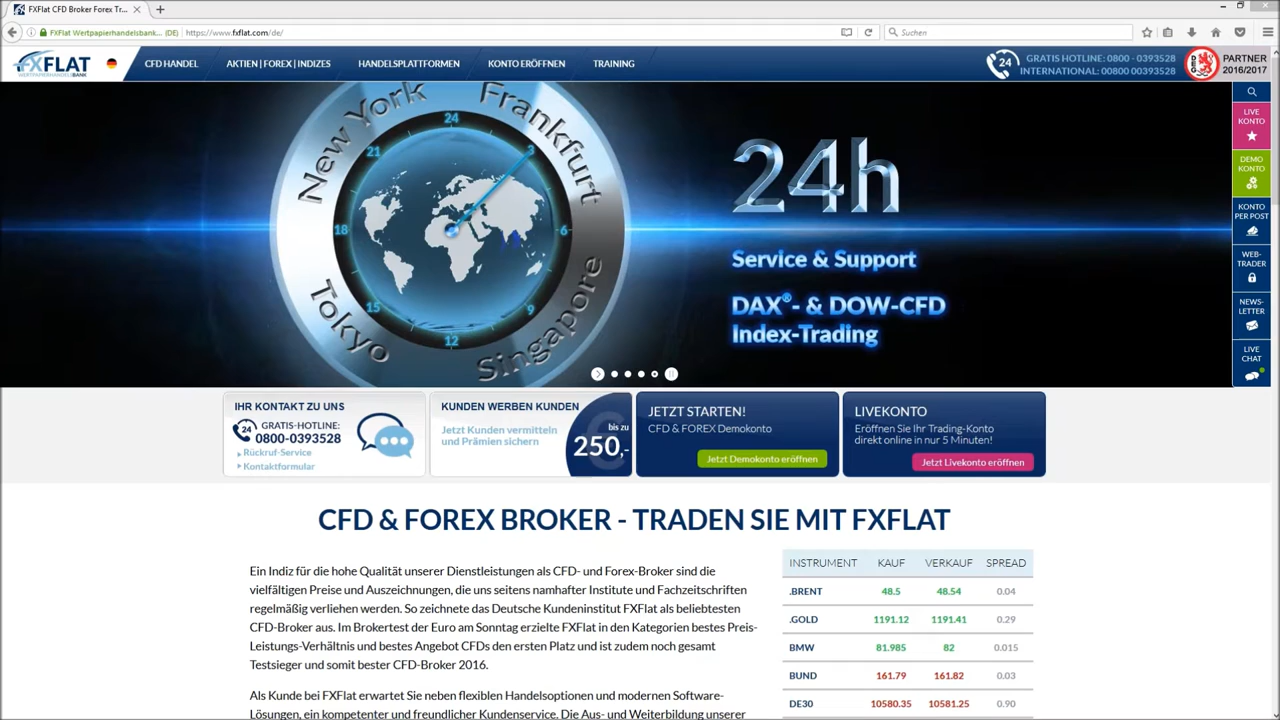 FXFlat CFD Broker Forex Tr...
FXFlat Wertpapierhandelsbank... (DE)
https://www.fxflat.com/de/
Suchen
FXFLAT
WERTPAPIERHANDELSBANK
CFD HANDEL
AKTIEN | FOREX | INDIZES
HANDELSPLATTFORMEN
KONTO ERÖFFNEN
TRAINING
24
GRATIS HOTLINE: 0800 - 0393528
INTERNATIONAL: 00800 00393528
DEG
PARTNER
2016/2017
New York
Frankfurt
Tokyo
Singapore
24
3
6
9
12
15
18
21
24h
Service & Support
DAX®- & DOW-CFD
Index-Trading
LIVE
KONTO
DEMO
KONTO
KONTO
PER POST
WEB-
TRADER
NEWS-
LETTER
LIVE
CHAT
IHR KONTAKT ZU UNS
24
GRATIS-HOTLINE:
0800-0393528
Rückruf-Service
Kontaktformular
KUNDEN WERBEN KUNDEN
Jetzt Kunden vermitteln
und Prämien sichern
bis zu
250,-
JETZT STARTEN!
CFD & FOREX Demokonto
Jetzt Demokonto eröffnen
LIVEKONTO
Eröffnen Sie Ihr Trading-Konto
direkt online in nur 5 Minuten!
Jetzt Livekonto eröffnen
CFD & FOREX BROKER - TRADEN SIE MIT FXFLAT
Ein Indiz für die hohe Qualität unserer Dienstleistungen als CFD- und Forex-Broker sind die
vielfältigen Preise und Auszeichnungen, die uns seitens namhafter Institute und Fachzeitschriften
regelmäßig verliehen werden. So zeichnete das Deutsche Kundeninstitut FXFlat als beliebtesten
CFD-Broker aus. Im Brokertest der Euro am Sonntag erzielte FXFlat in den Kategorien bestes Preis-
Leistungs-Verhältnis und bestes Angebot CFDs den ersten Platz und ist zudem noch gesamt
Testsieger und somit bester CFD-Broker 2016.
Als Kunde bei FXFlat erwartet Sie neben flexiblen Handelsoptionen und modernen Software-
Lösungen, ein kompetenter und freundlicher Kundenservice. Die Aus- und Weiterbildung unserer
INSTRUMENT KAUF VERKAUF SPREAD
.BRENT 48.5 48.54 0.04
.GOLD 1191.12 1191.41 0.29
BMW 81.985 82 0.015
BUND 161.79 161.82 0.03
DE30 10580.35 10581.25 0.90